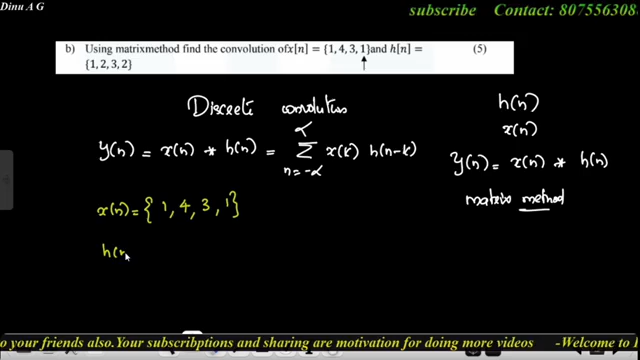 Dinu A G
subscribe Contact: 807556308
b) Using matrixmethod find the convolution ofx[n] = {1, 4, 3, 1}and h[n] = (5)
{1, 2, 3, 2}
↑
Discrete convolution
h(n)
x(n)
y(n) = x(n) * h(n) = ∑ x(k) h(n-k)
α
n=-α
y(n) = x(n) * h(n)
matrix method
x(n) = { 1, 4, 3, 1 }
h(n
to your friends also.Your subscribptions and sharing are motivation for doing more videos -Welcome to